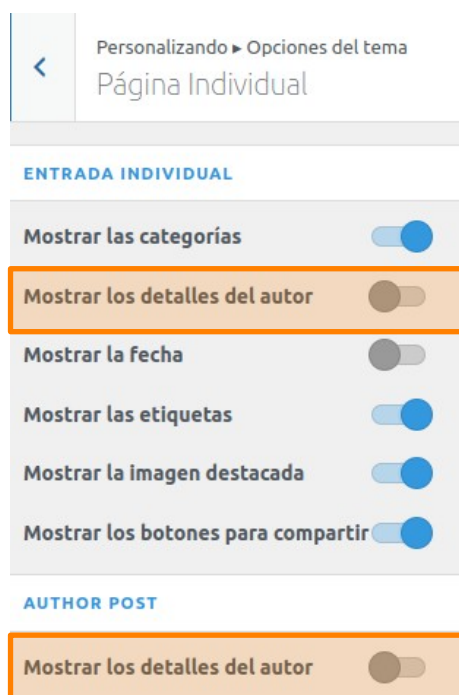 Personalizando ▸ Opciones del tema
Página Individual
ENTRADA INDIVIDUAL
Mostrar las categorías
Mostrar los detalles del autor
Mostrar la fecha
Mostrar las etiquetas
Mostrar la imagen destacada
Mostrar los botones para compartir
AUTHOR POST
Mostrar los detalles del autor